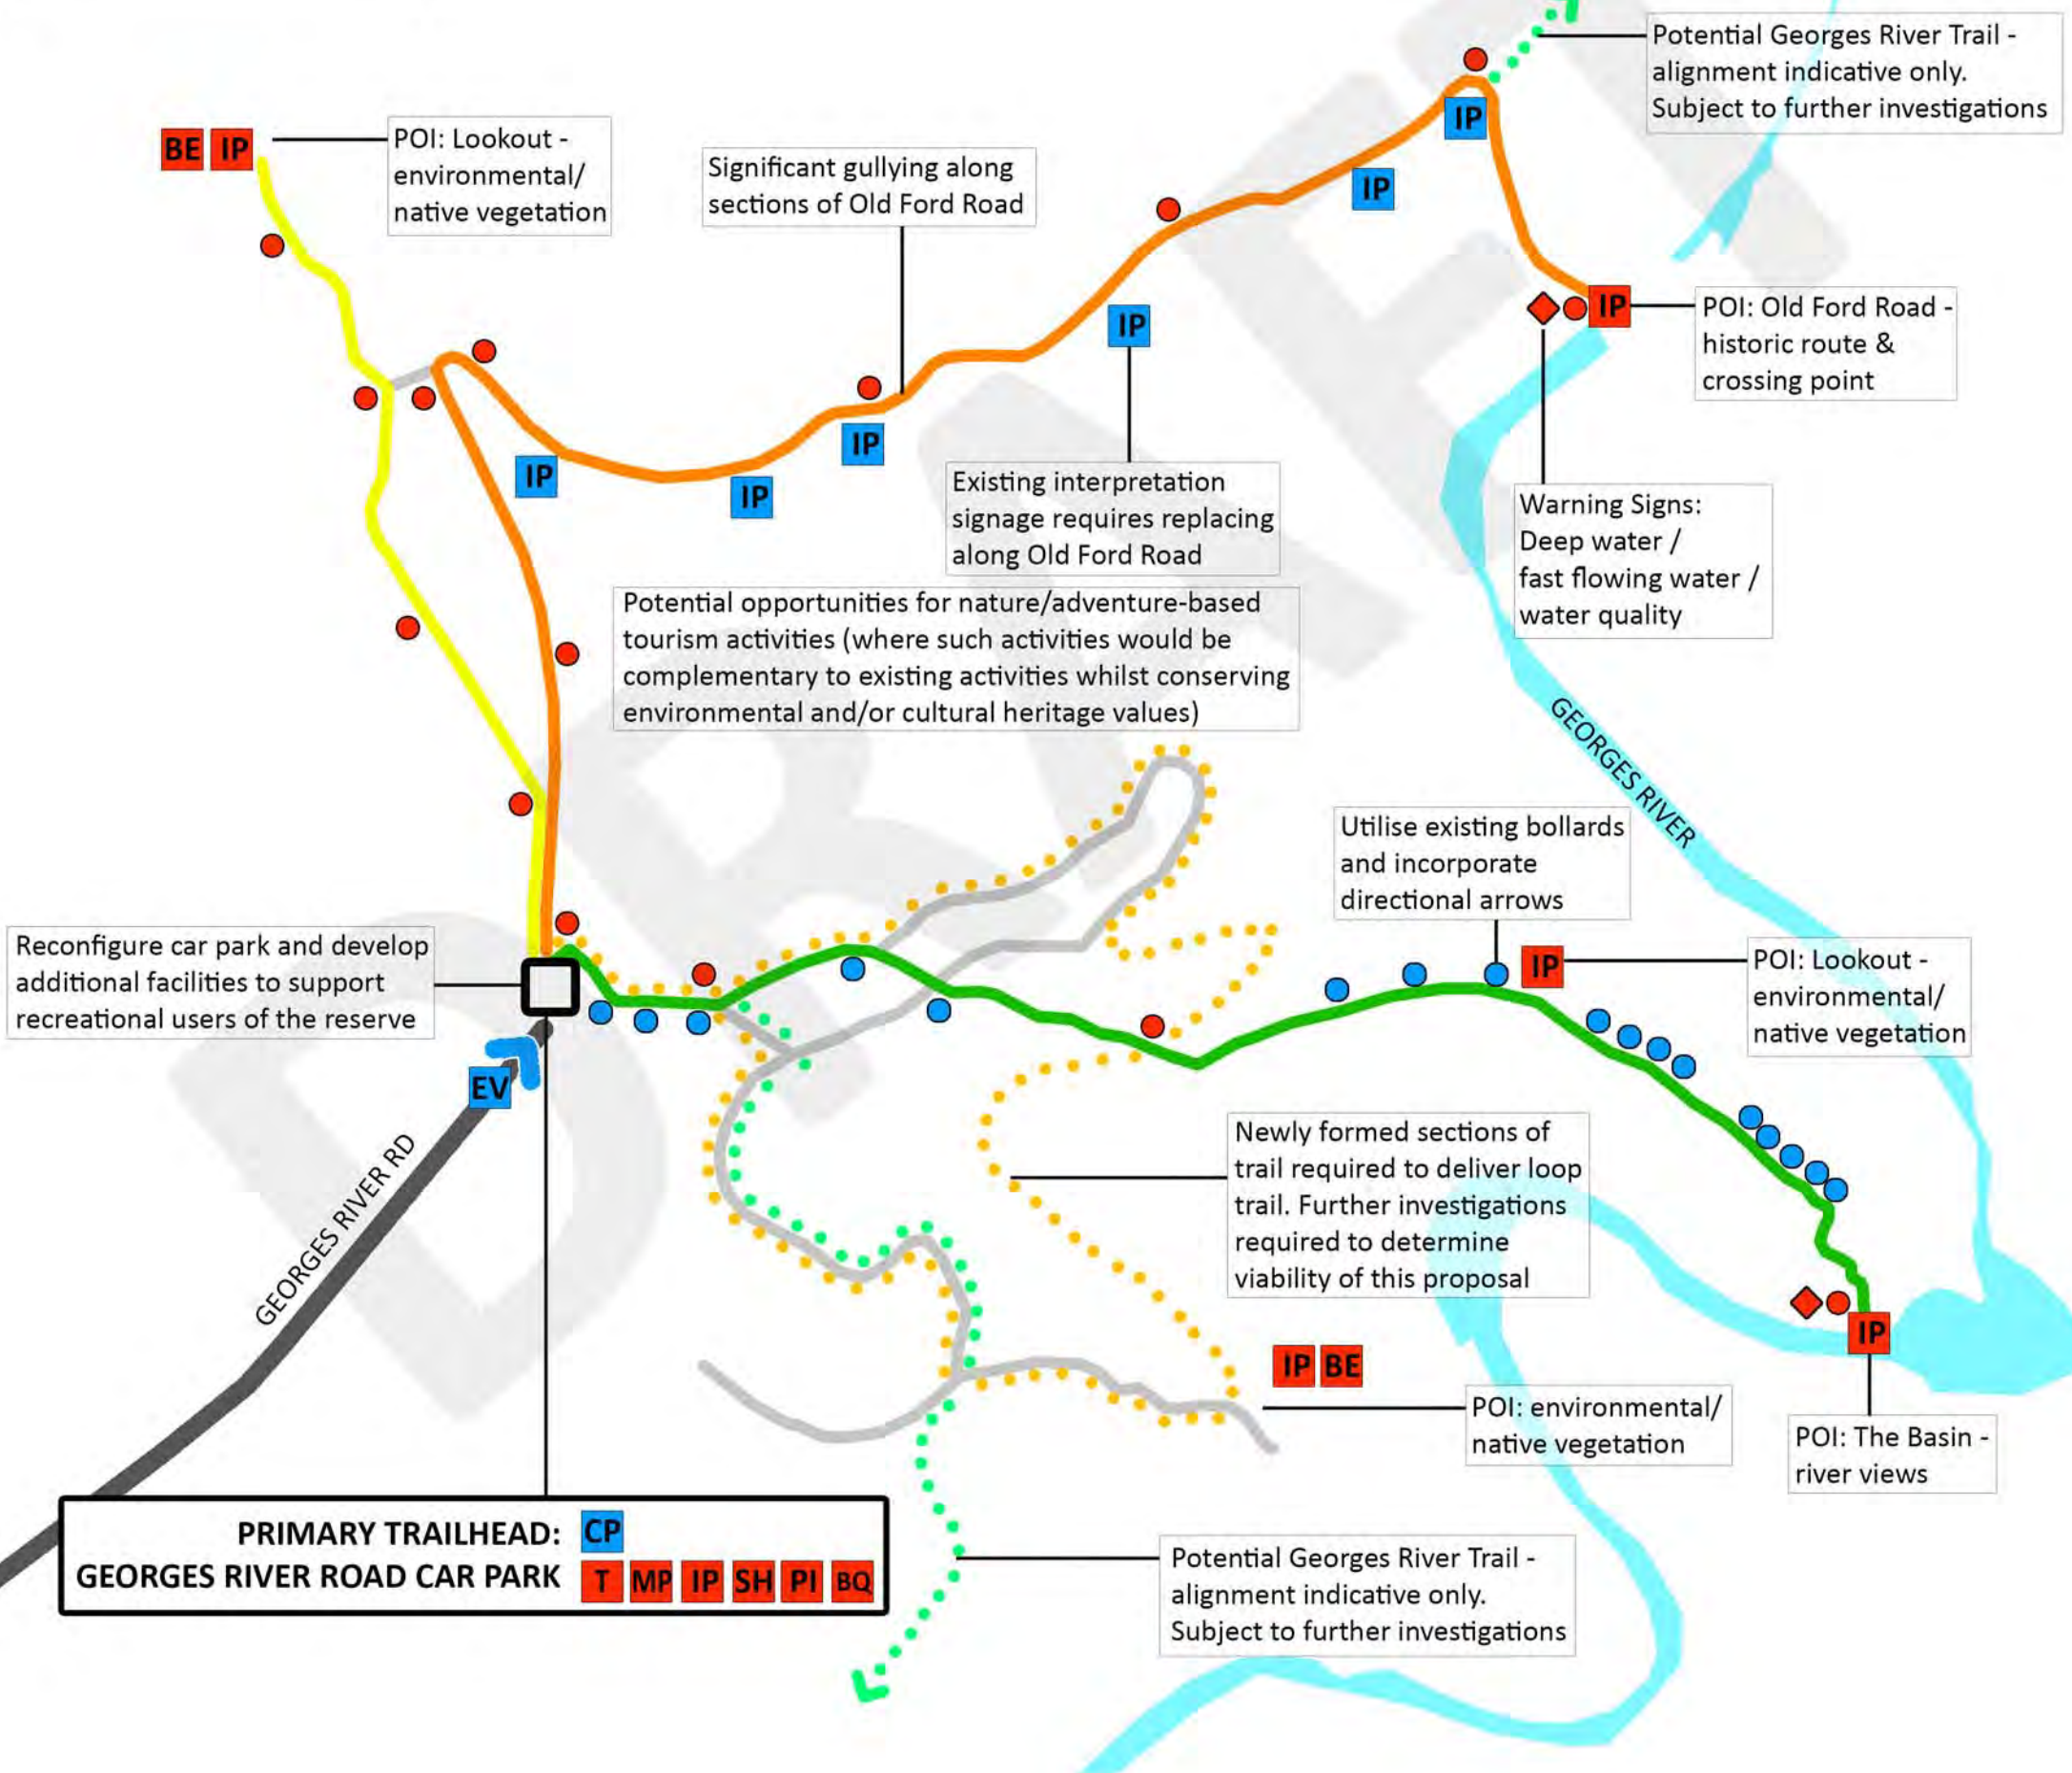 Potential Georges River Trail -
alignment indicative only.
Subject to further investigations
BE IP
POI: Lookout -
environmental/
native vegetation
Significant gullying along
sections of Old Ford Road
IP
IP
IP
POI: Old Ford Road -
historic route &
crossing point
IP
IP
IP
IP
Existing interpretation
signage requires replacing
along Old Ford Road
Warning Signs:
Deep water /
fast flowing water /
water quality
Potential opportunities for nature/adventure-based
tourism activities (where such activities would be
complementary to existing activities whilst conserving
environmental and/or cultural heritage values)
GEORGES RIVER
Utilise existing bollards
and incorporate
directional arrows
Reconfigure car park and develop
additional facilities to support
recreational users of the reserve
IP
POI: Lookout -
environmental/
native vegetation
EV
GEORGES RIVER RD
Newly formed sections of
trail required to deliver loop
trail. Further investigations
required to determine
viability of this proposal
IP
IP BE
POI: environmental/
native vegetation
POI: The Basin -
river views
PRIMARY TRAILHEAD: CP
GEORGES RIVER ROAD CAR PARK T MP IP SH PI BQ
Potential Georges River Trail -
alignment indicative only.
Subject to further investigations
DRAFT